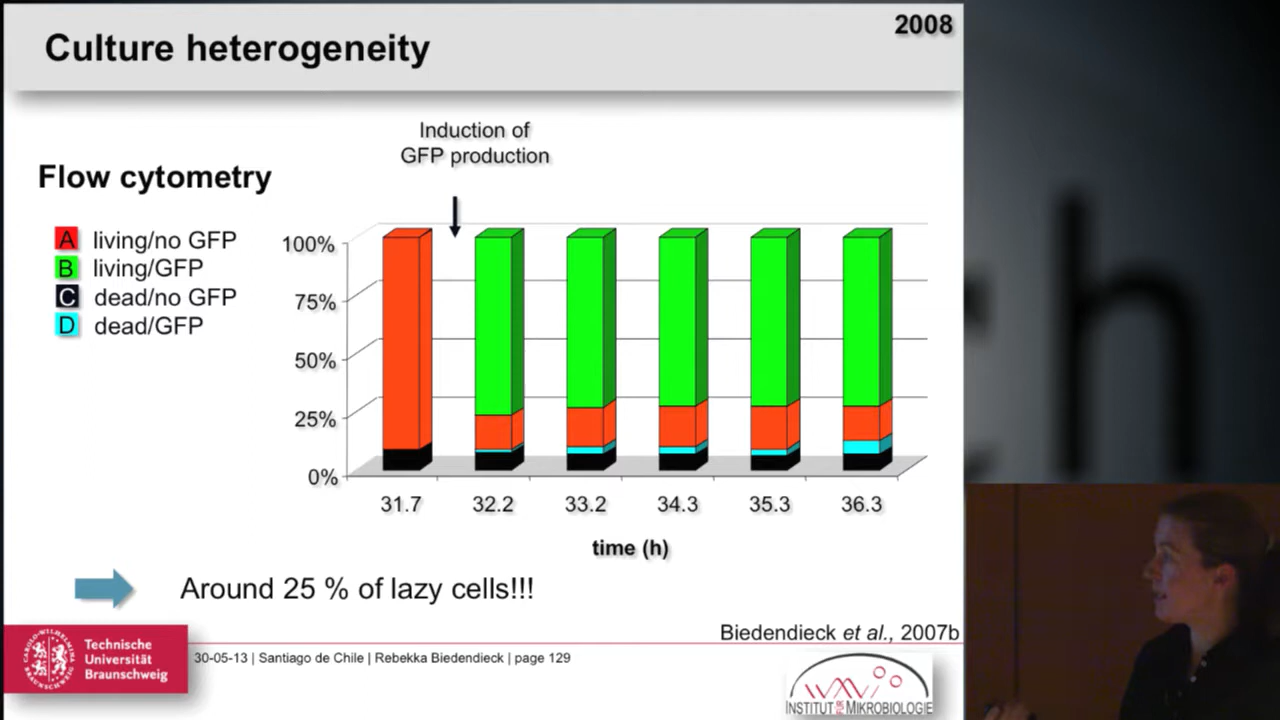 2008
Culture heterogeneity
Induction of
GFP production
Flow cytometry
A living/no GFP
B living/GFP
C dead/no GFP
D dead/GFP
100%
75%
50%
25%
0%
31.7 32.2 33.2 34.3 35.3 36.3
time (h)
Around 25 % of lazy cells!!!
Biedendieck et al., 2007b
Technische
Universität
Braunschweig
30-05-13 | Santiago de Chile | Rebekka Biedendieck | page 129
INSTITUT FÜR MIKROBIOLOGIE